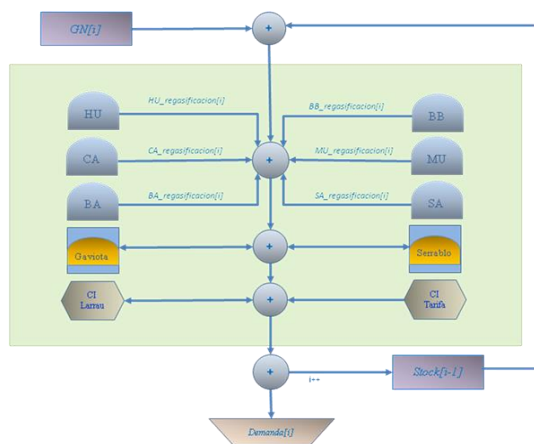 GN[i]
+
HU_regasificacion[i]
BB_regasificacion[i]
HU
BB
CA_regasificacion[i]
MU_regasificacion[i]
CA
+
MU
BA_regasificacion[i]
SA_regasificacion[i]
BA
SA
+
Gaviota
Serrablo
CI
Larrau
+
CI
Tarifa
+
i++
Stock[i-1]
Demanda[i]